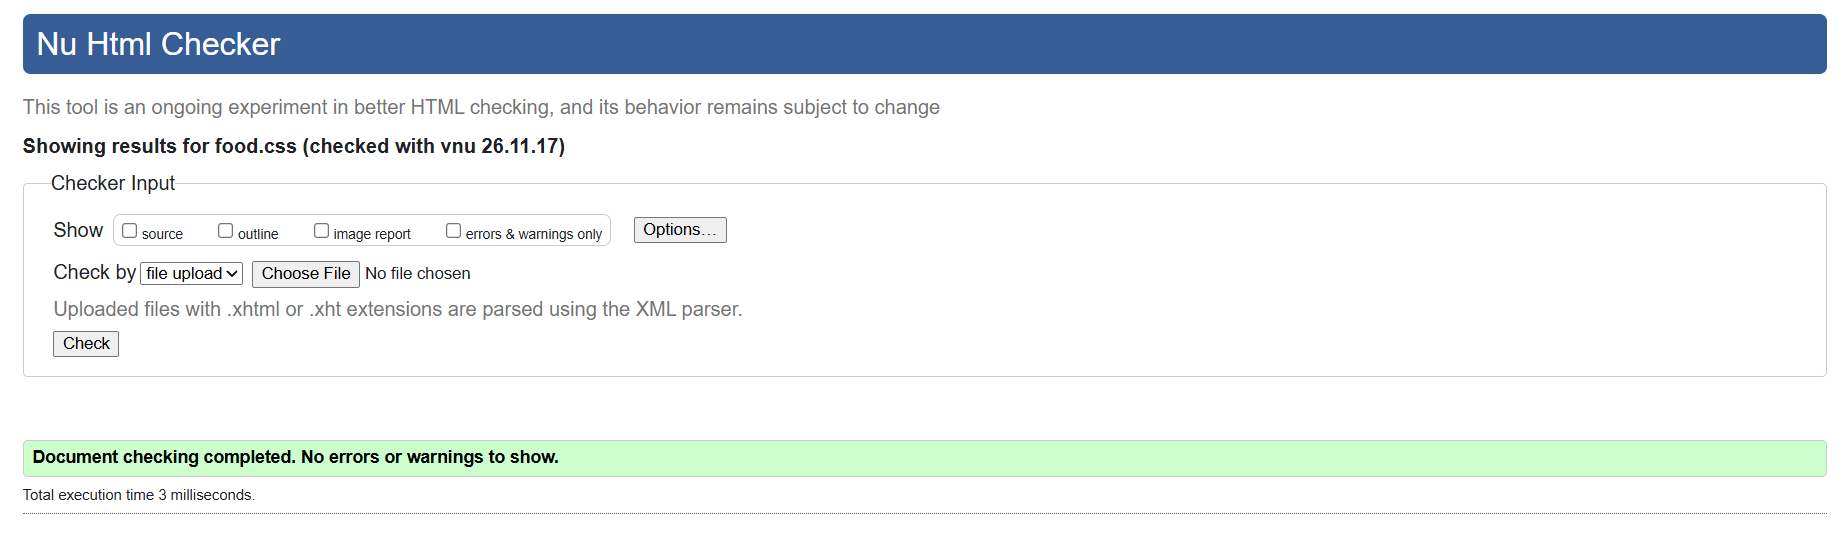 Nu Html Checker
This tool is an ongoing experiment in better HTML checking, and its behavior remains subject to change
Showing results for food.css (checked with vnu 26.11.17)
Checker Input
Show source outline image report errors & warnings only Options...
Check by file upload Choose File No file chosen
Uploaded files with .xhtml or .xht extensions are parsed using the XML parser.
Check
Document checking completed. No errors or warnings to show.
Total execution time 3 milliseconds.